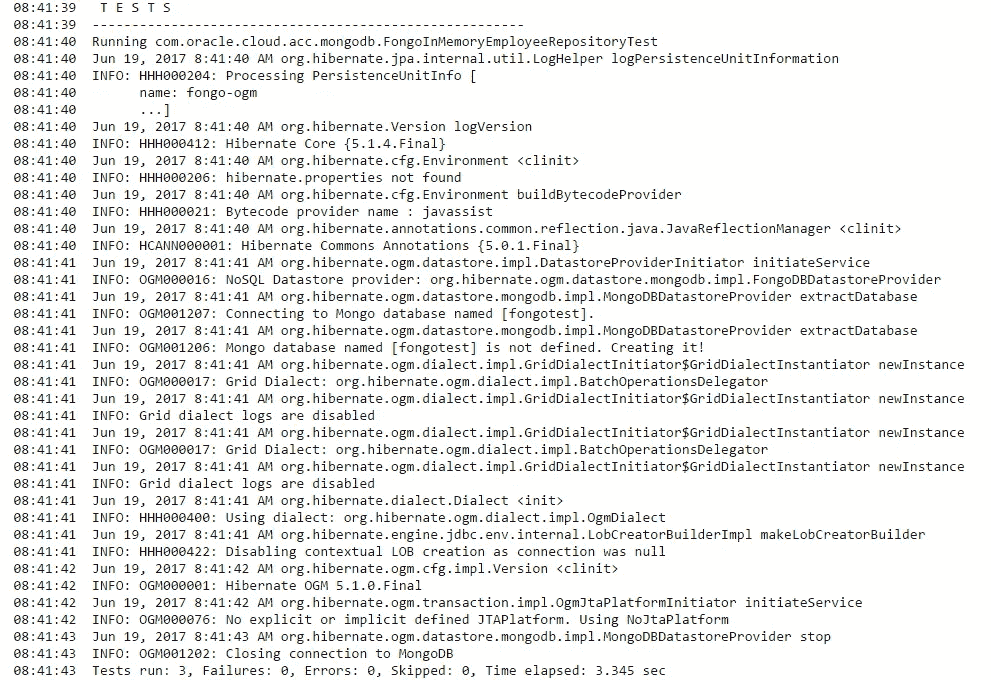 08:41:39 T E S T S
08:41:39 -------------------------------------------------------
08:41:40 Running com.oracle.cloud.acc.mongodb.FongoInMemoryEmployeeRepositoryTest
08:41:40 Jun 19, 2017 8:41:40 AM org.hibernate.jpa.internal.util.LogHelper logPersistenceUnitInformation
08:41:40 INFO: HHH000204: Processing PersistenceUnitInfo [
08:41:40 name: fongo-ogm
08:41:40 ...]
08:41:40 Jun 19, 2017 8:41:40 AM org.hibernate.Version logVersion
08:41:40 INFO: HHH000412: Hibernate Core {5.1.4.Final}
08:41:40 Jun 19, 2017 8:41:40 AM org.hibernate.cfg.Environment <clinit>
08:41:40 INFO: HHH000206: hibernate.properties not found
08:41:40 Jun 19, 2017 8:41:40 AM org.hibernate.cfg.Environment buildBytecodeProvider
08:41:40 INFO: HHH000021: Bytecode provider name : javassist
08:41:40 Jun 19, 2017 8:41:40 AM org.hibernate.annotations.common.reflection.java.JavaReflectionManager <clinit>
08:41:40 INFO: HCANN000001: Hibernate Commons Annotations {5.0.1.Final}
08:41:41 Jun 19, 2017 8:41:41 AM org.hibernate.ogm.datastore.impl.DatastoreProviderInitiator initiateService
08:41:41 INFO: OGM000016: NoSQL Datastore provider: org.hibernate.ogm.datastore.mongodb.impl.FongoDBDatastoreProvider
08:41:41 Jun 19, 2017 8:41:41 AM org.hibernate.ogm.datastore.mongodb.impl.MongoDBDatastoreProvider extractDatabase
08:41:41 INFO: OGM001207: Connecting to Mongo database named [fongotest].
08:41:41 Jun 19, 2017 8:41:41 AM org.hibernate.ogm.datastore.mongodb.impl.MongoDBDatastoreProvider extractDatabase
08:41:41 INFO: OGM001206: Mongo database named [fongotest] is not defined. Creating it!
08:41:41 Jun 19, 2017 8:41:41 AM org.hibernate.ogm.dialect.impl.GridDialectInitiator$GridDialectInstantiator newInstance
08:41:41 INFO: OGM000017: Grid Dialect: org.hibernate.ogm.dialect.impl.BatchOperationsDelegator
08:41:41 Jun 19, 2017 8:41:41 AM org.hibernate.ogm.dialect.impl.GridDialectInitiator$GridDialectInstantiator newInstance
08:41:41 INFO: Grid dialect logs are disabled
08:41:41 Jun 19, 2017 8:41:41 AM org.hibernate.ogm.dialect.impl.GridDialectInitiator$GridDialectInstantiator newInstance
08:41:41 INFO: OGM000017: Grid Dialect: org.hibernate.ogm.dialect.impl.BatchOperationsDelegator
08:41:41 Jun 19, 2017 8:41:41 AM org.hibernate.ogm.dialect.impl.GridDialectInitiator$GridDialectInstantiator newInstance
08:41:41 INFO: Grid dialect logs are disabled
08:41:41 Jun 19, 2017 8:41:41 AM org.hibernate.dialect.Dialect <init>
08:41:41 INFO: HHH000400: Using dialect: org.hibernate.ogm.dialect.impl.OgmDialect
08:41:41 Jun 19, 2017 8:41:41 AM org.hibernate.engine.jdbc.env.internal.LobCreatorBuilderImpl makeLobCreatorBuilder
08:41:41 INFO: HHH000422: Disabling contextual LOB creation as connection was null
08:41:42 Jun 19, 2017 8:41:42 AM org.hibernate.ogm.cfg.impl.Version <clinit>
08:41:42 INFO: OGM000001: Hibernate OGM 5.1.0.Final
08:41:42 Jun 19, 2017 8:41:42 AM org.hibernate.ogm.transaction.impl.OgmJtaPlatformInitiator initiateService
08:41:42 INFO: OGM000076: No explicit or implicit defined JTAPlatform. Using NoJtaPlatform
08:41:43 Jun 19, 2017 8:41:43 AM org.hibernate.ogm.datastore.mongodb.impl.MongoDBDatastoreProvider stop
08:41:43 INFO: OGM001202: Closing connection to MongoDB
08:41:43 Tests run: 3, Failures: 0, Errors: 0, Skipped: 0, Time elapsed: 3.345 sec